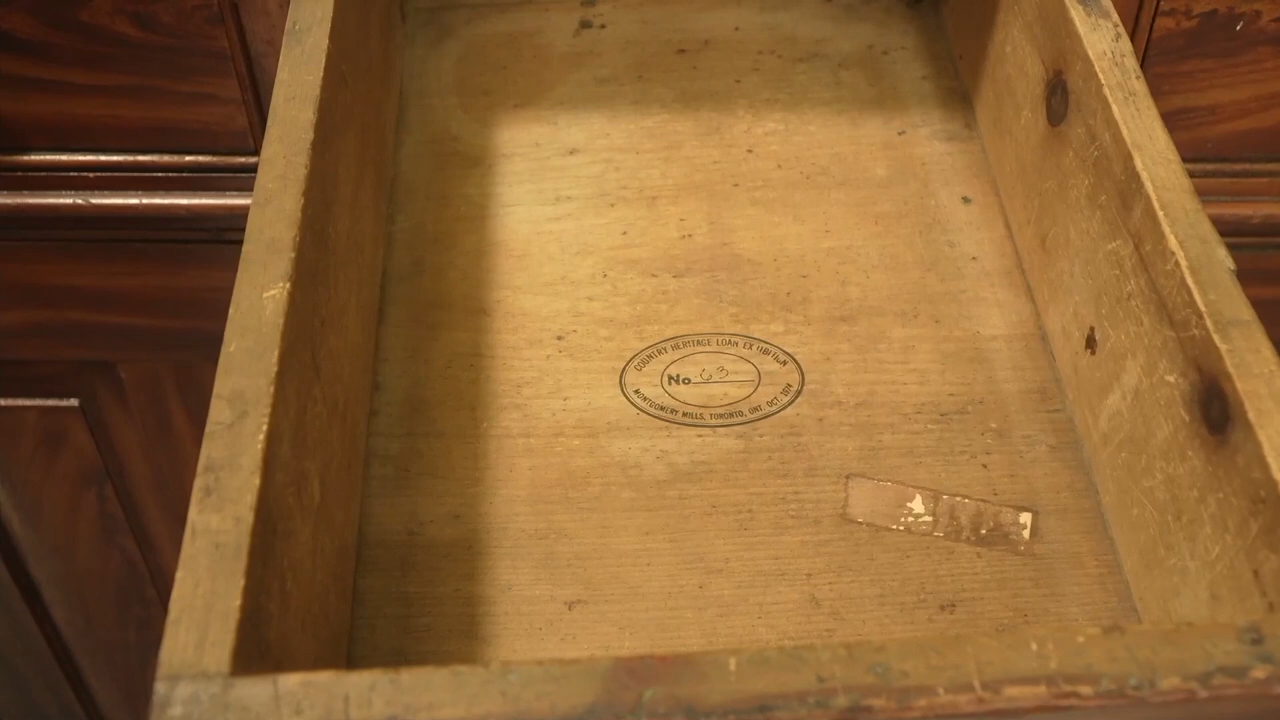 COUNTRY HERITAGE LOAN EXHIBITION
No 63
MONTGOMERY MILLS, TORONTO, ONT. OCT. 1974